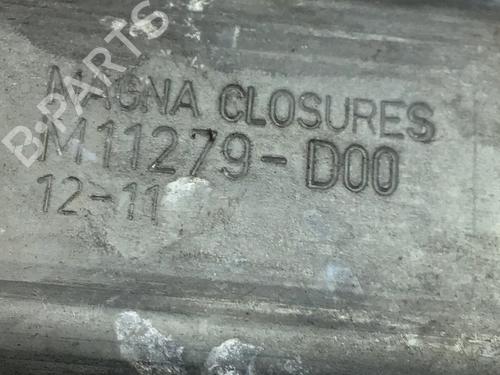 B-PARTS
MAGNA CLOSURES
M11279-D00
12-11